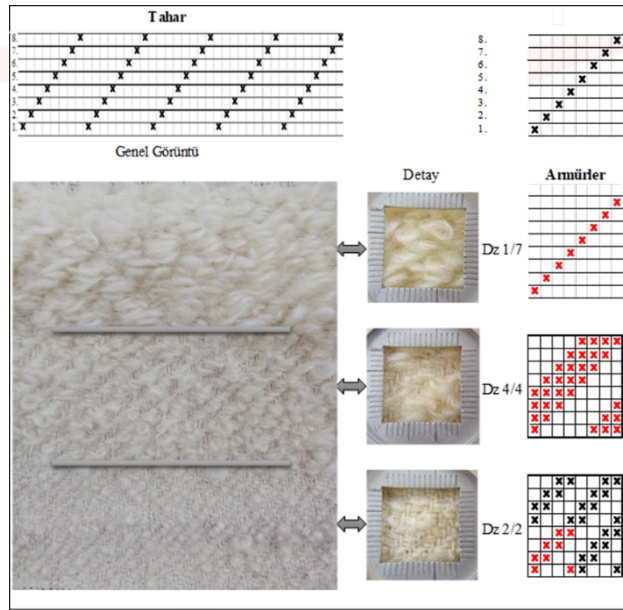 Tahar
8.
7.
6.
5.
4.
3.
2.
1.
8.
7.
6.
5.
4.
3.
2.
1.
Genel Görüntü
Detay
Armürler
Dz 1/7
Dz 4/4
Dz 2/2